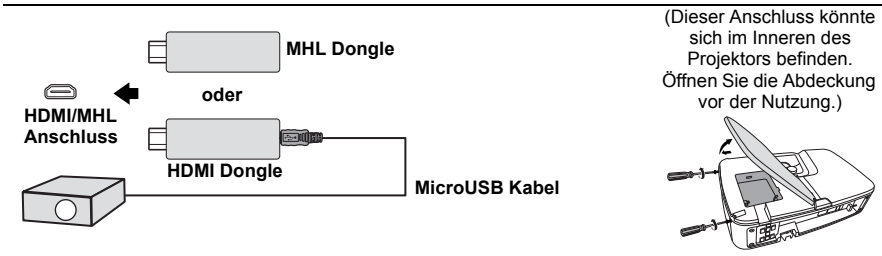 MHL Dongle
oder
HDMI/MHL
Anschluss
HDMI Dongle
MicroUSB Kabel
(Dieser Anschluss könnte
sich im Inneren des
Projektors befinden.
Öffnen Sie die Abdeckung
vor der Nutzung.)